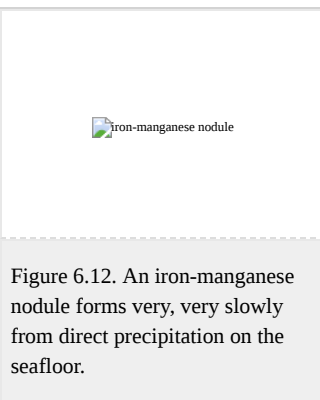 iron-manganese nodule
Figure 6.12. An iron-manganese
nodule forms very, very slowly
from direct precipitation on the
seafloor.